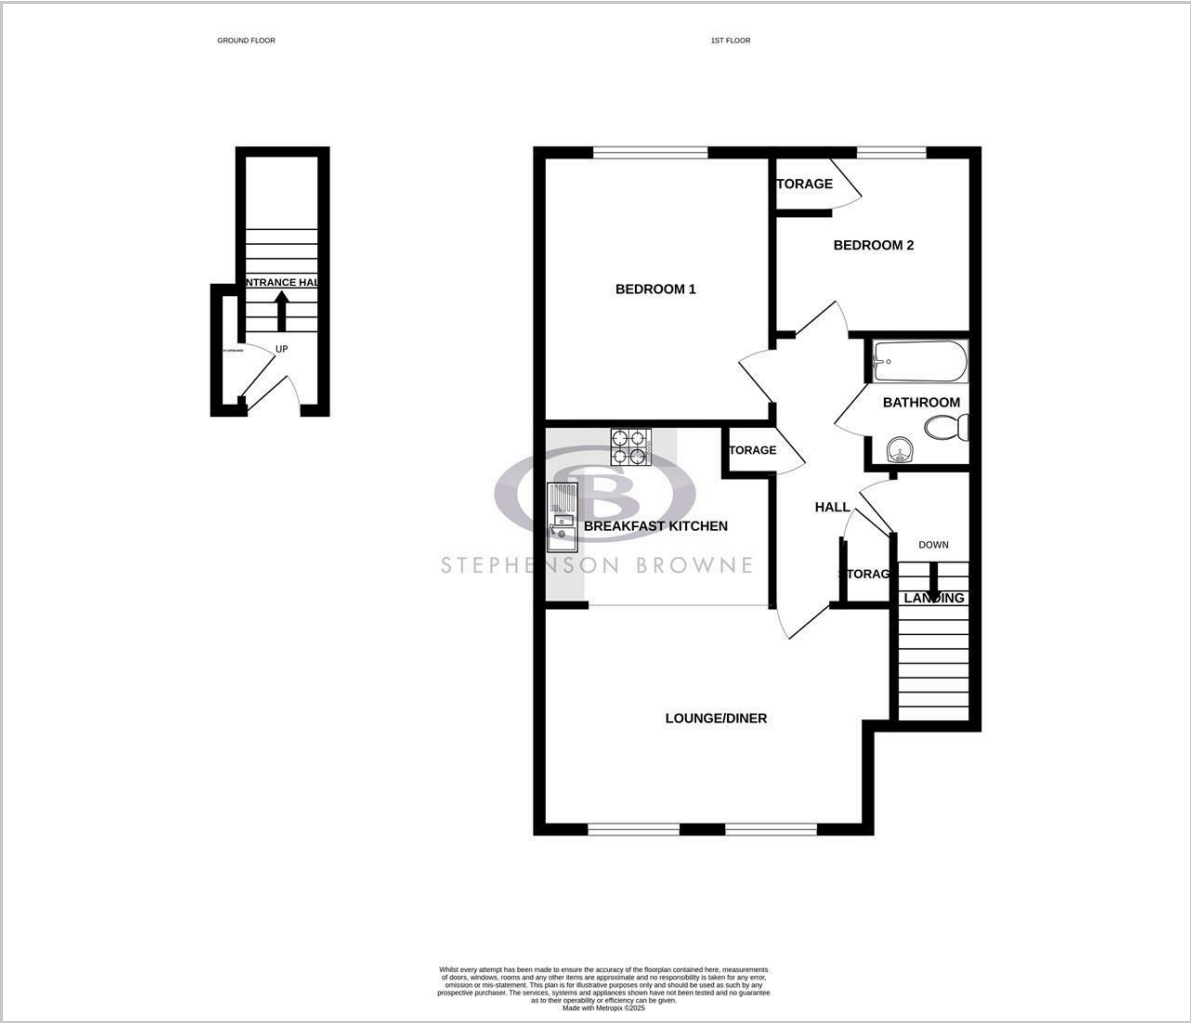 GROUND FLOOR
1ST FLOOR
TORAGE
BEDROOM 2
NTRANCE HAL
BEDROOM 1
UP
BATHROOM
TORAGE
HALL
BREAKFAST KITCHEN
DOWN
STEPHENSON BROWNE
STORAG
LANDING
LOUNGE/DINER
Whilst every attempt has been made to ensure the accuracy of the floorplan contained here, measurements
of doors, windows, rooms and any other items are approximate and no responsibility is taken for any error,
omission or mis-statement. This plan is for illustrative purposes only and should be used as such by any
prospective purchaser. The services, systems and appliances shown have not been tested and no guarantee
as to their operability or efficiency can be given.
Made with Metropix ©2025